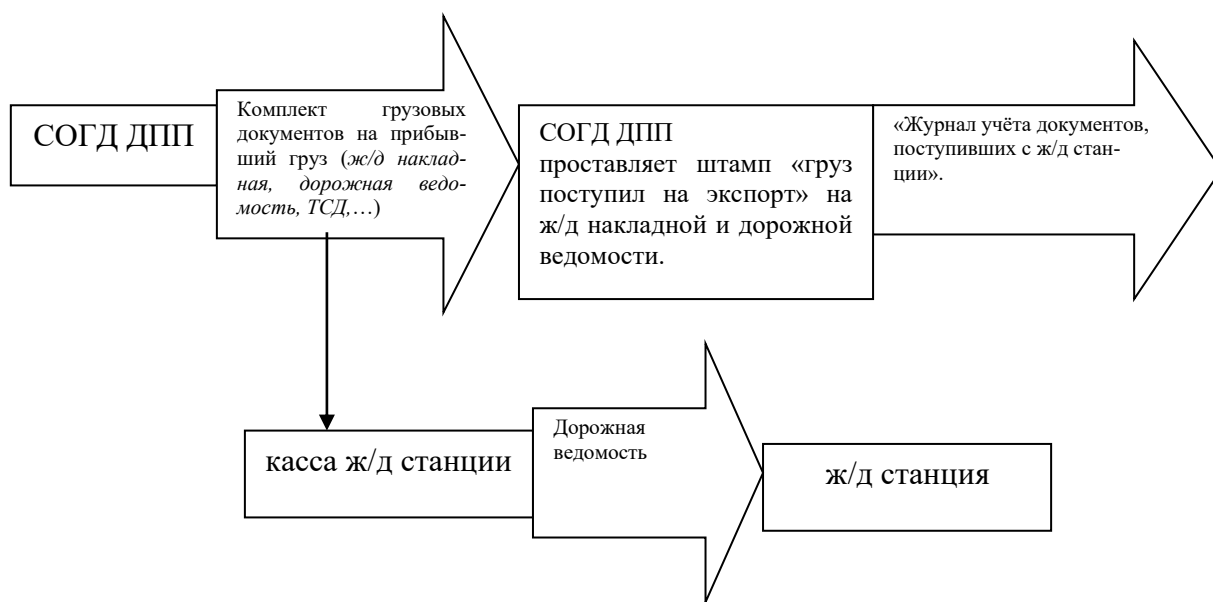 СОГД ДПП
Комплект грузовых
документов на прибыв-
ший груз (ж/д наклад-
ная, дорожная ведо-
мость, ТСД,…)
СОГД ДПП
проставляет штамп «груз
поступил на экспорт» на
ж/д накладной и дорожной
ведомости.
«Журнал учёта документов,
поступивших с ж/д стан-
ции».
касса ж/д станции
Дорожная
ведомость
ж/д станция